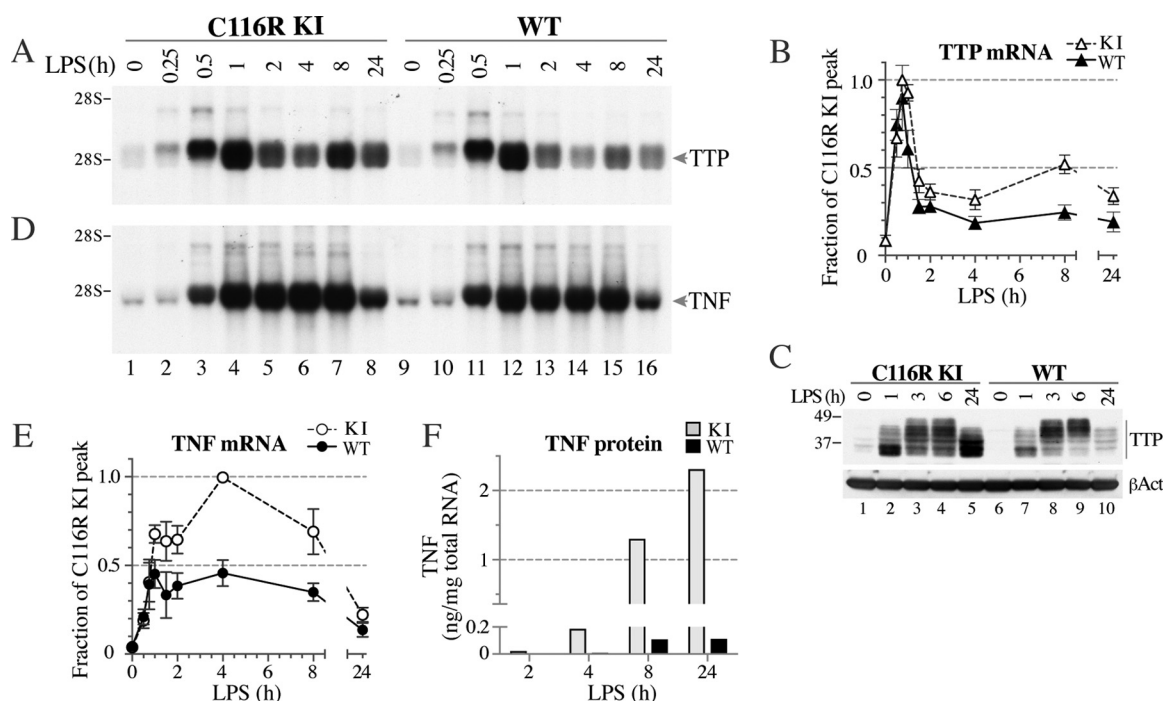 A
C116R KI
WT
LPS(h) 0 0.25 0.5 1 2 4 8 24 0 0.25 0.5 1 2 4 8 24
28S
28S
TTP
D
28S
28S
TNF
1 2 3 4 5 6 7 8 9 10 11 12 13 14 15 16
B
TTP mRNA
KI
WT
Fraction of C116R KI peak
1.0
0.5
0
0 2 4 6 8 24
LPS (h)
C
C116R KI
WT
LPS(h) 0 1 3 6 24 0 1 3 6 24
49
37
TTP
βAct
1 2 3 4 5 6 7 8 9 10
E
TNF mRNA
KI
WT
Fraction of C116R KI peak
1.0
0.5
0
0 2 4 6 8 24
LPS (h)
F
TNF protein
KI
WT
TNF
(ng/mg total RNA)
2
1
0.2
0
2 4 8 24
LPS (h)